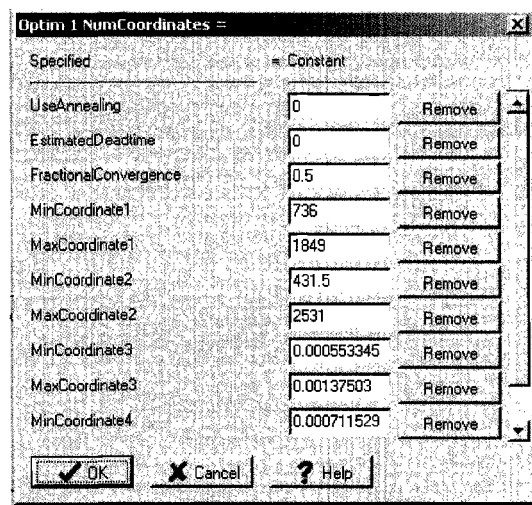 Optim 1 NumCoordinates =
Specified = Constant
UseAnnealing 0 Remove
EstimatedDeadtime 0 Remove
FractionalConvergence 0.5 Remove
MinCoordinate1 736 Remove
MaxCoordinate1 1849 Remove
MinCoordinate2 431.5 Remove
MaxCoordinate2 2531 Remove
MinCoordinate3 0.000553345 Remove
MaxCoordinate3 0.00137503 Remove
MinCoordinate4 0.000711529 Remove
OK Cancel Help